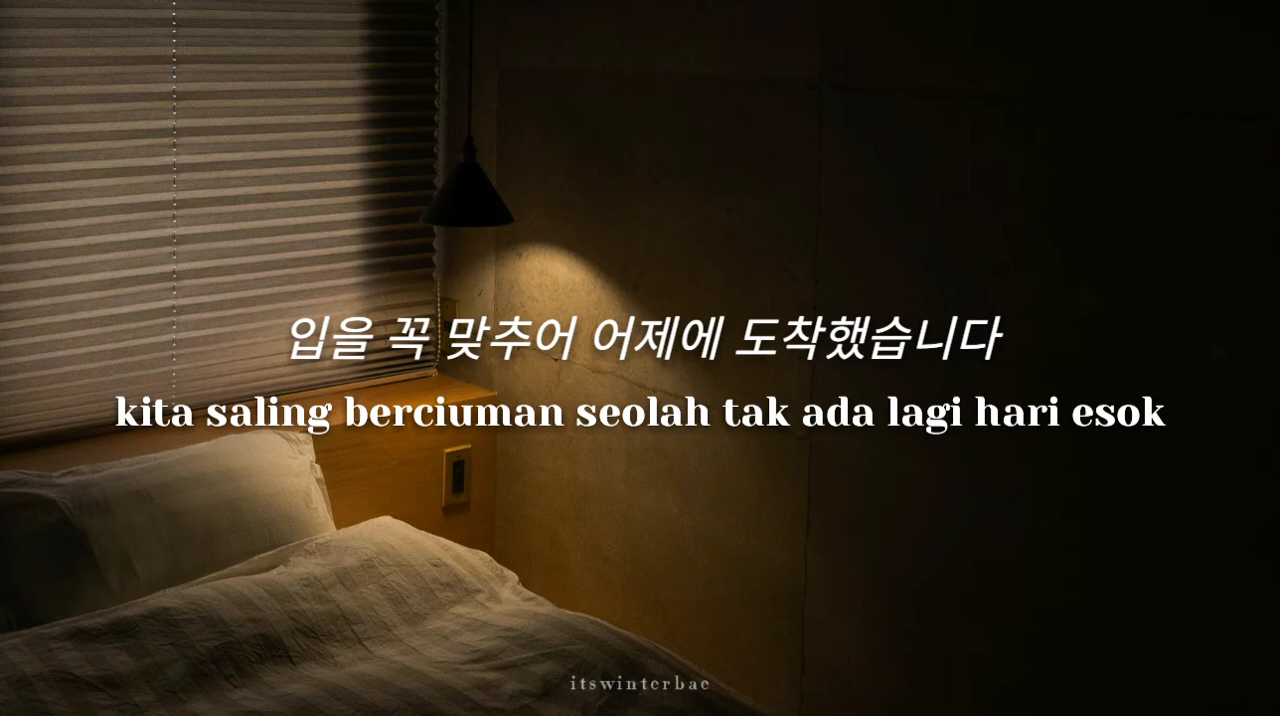 입을 꼭 맞추어 어제에 도착했습니다
kita saling berciuman seolah tak ada lagi hari esok
itswinterbae